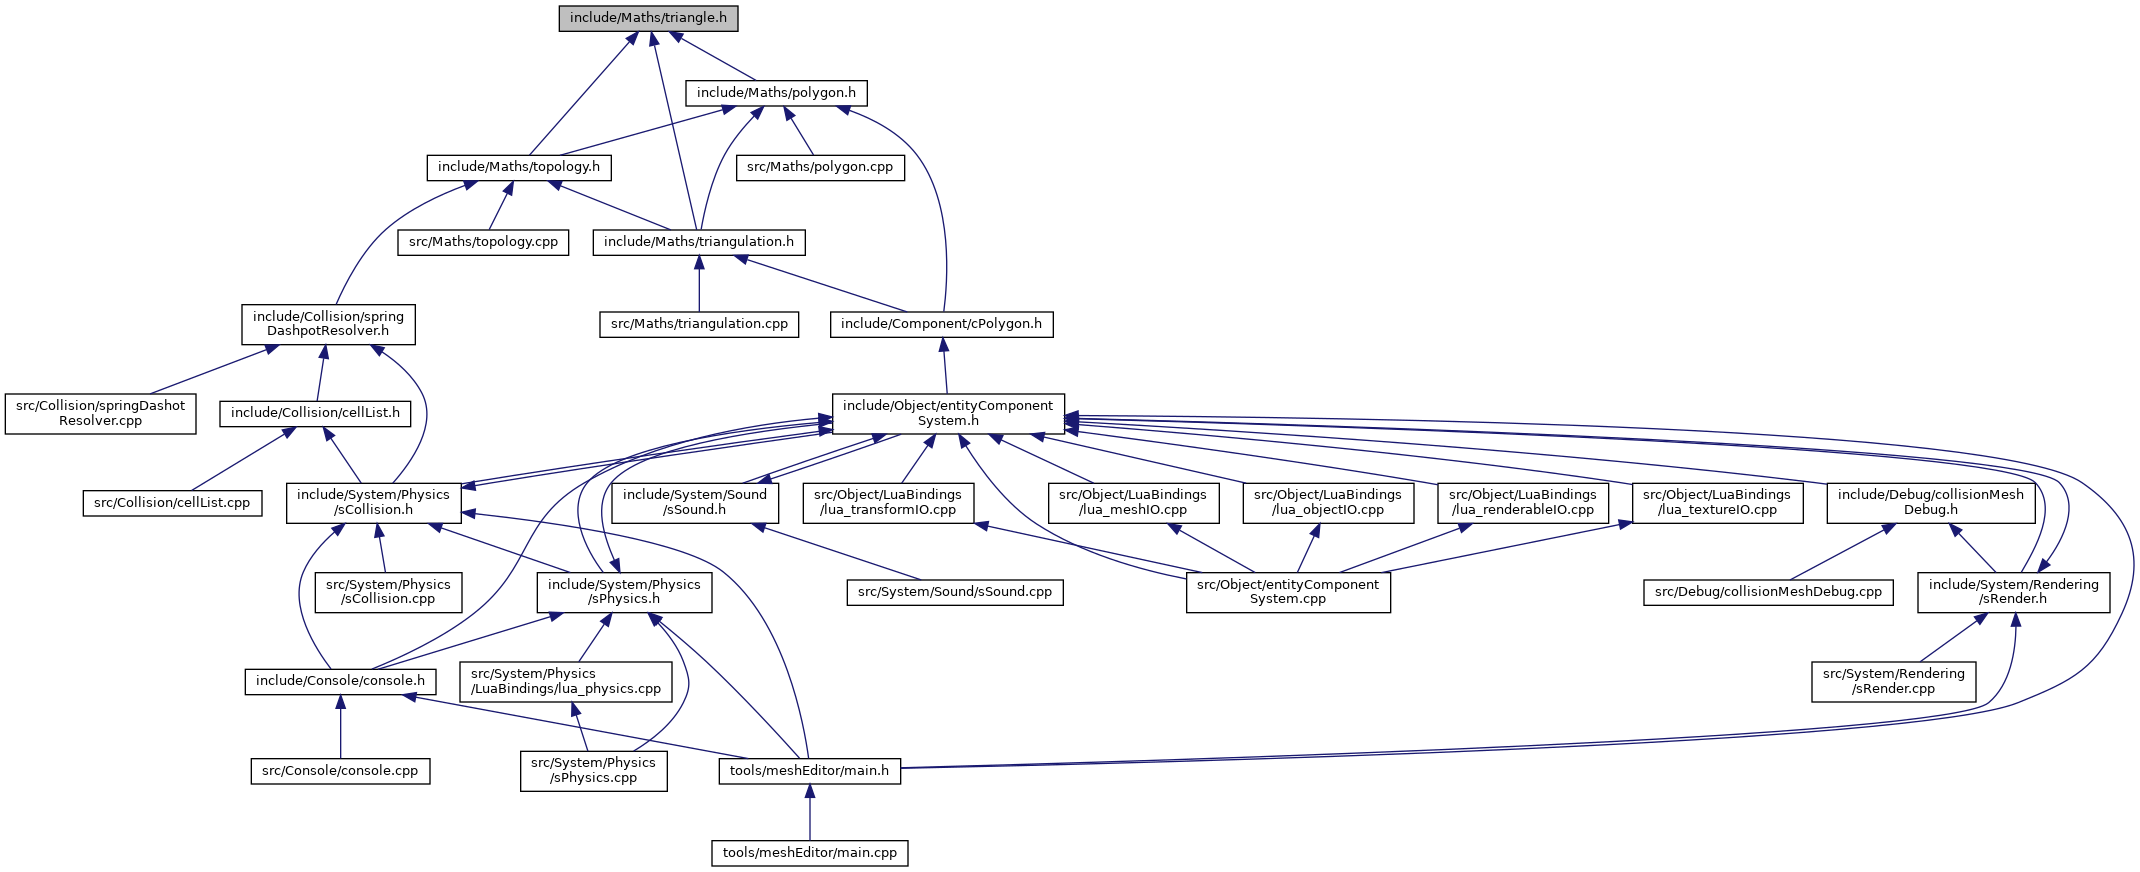 include/Maths/triangle.h
include/Maths/polygon.h
include/Maths/topology.h
src/Maths/polygon.cpp
src/Maths/topology.cpp
include/Maths/triangulation.h
include/Collision/spring
DashpotResolver.h
src/Maths/triangulation.cpp
include/Component/cPolygon.h
src/Collision/springDashot
Resolver.cpp
include/Collision/cellList.h
include/Object/entityComponent
System.h
src/Collision/cellList.cpp
include/System/Physics
/sCollision.h
include/System/Sound
/sSound.h
src/Object/LuaBindings
/lua_transformIO.cpp
src/Object/LuaBindings
/lua_meshIO.cpp
src/Object/LuaBindings
/lua_objectIO.cpp
src/Object/LuaBindings
/lua_renderableIO.cpp
src/Object/LuaBindings
/lua_textureIO.cpp
include/Debug/collisionMesh
Debug.h
src/System/Physics
/sCollision.cpp
include/System/Physics
/sPhysics.h
src/System/Sound/sSound.cpp
src/Object/entityComponent
System.cpp
src/Debug/collisionMeshDebug.cpp
include/System/Rendering
/sRender.h
include/Console/console.h
src/System/Physics
/LuaBindings/lua_physics.cpp
src/System/Rendering
/sRender.cpp
src/Console/console.cpp
src/System/Physics
/sPhysics.cpp
tools/meshEditor/main.h
tools/meshEditor/main.cpp